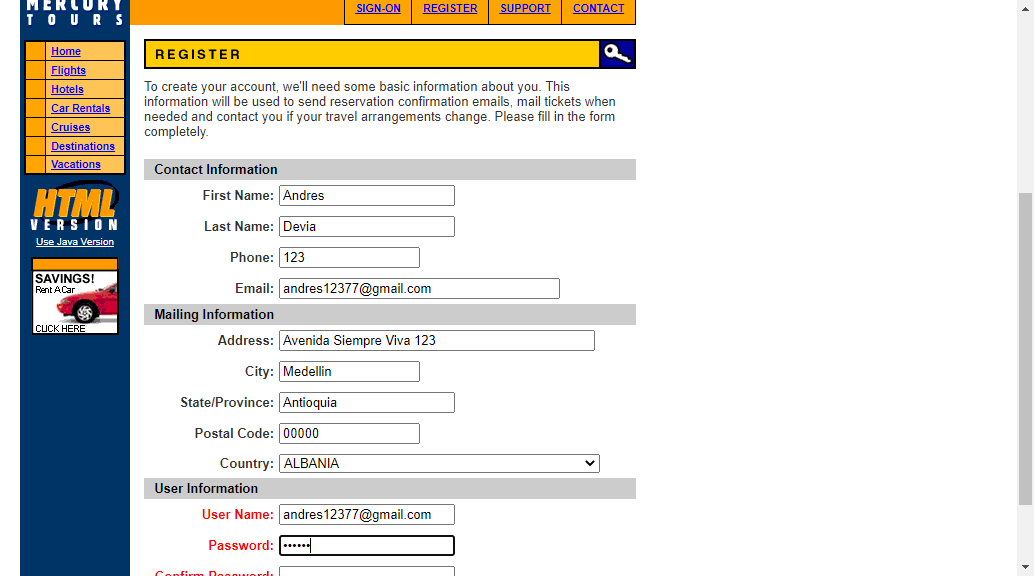 MERCURY
TOURS
SIGN-ON REGISTER SUPPORT CONTACT
Home
Flights
Hotels
Car Rentals
Cruises
Destinations
Vacations
HTML
VERSION
Use Java Version
SAVINGS!
Rent A Car
CLICK HERE
REGISTER
To create your account, we'll need some basic information about you. This
information will be used to send reservation confirmation emails, mail tickets when
needed and contact you if your travel arrangements change. Please fill in the form
completely.
Contact Information
First Name: Andres
Last Name: Devia
Phone: 123
Email: andres12377@gmail.com
Mailing Information
Address: Avenida Siempre Viva 123
City: Medellin
State/Province: Antioquia
Postal Code: 00000
Country: ALBANIA
User Information
User Name: andres12377@gmail.com
Password: ••••••
Confirm Password: